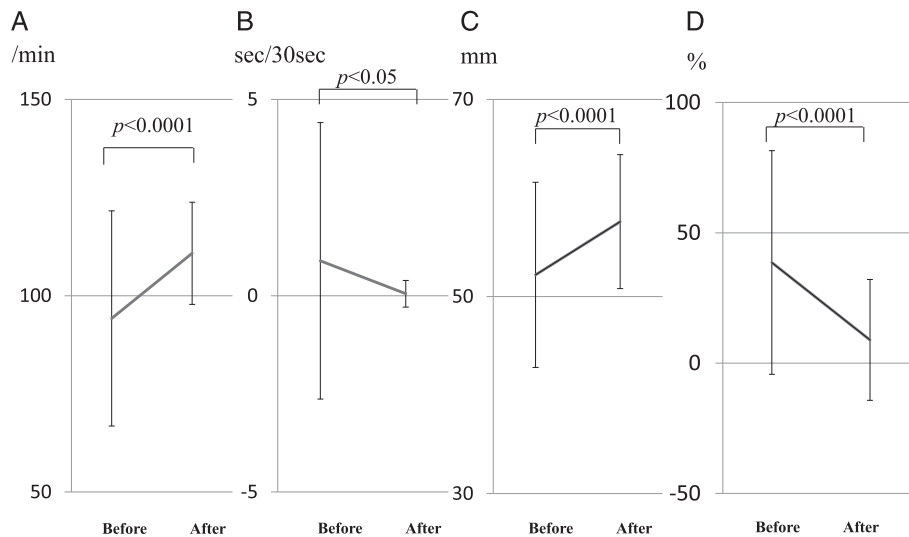 A
/min
150
p<0.0001
100
50
Before After
B
sec/30sec
5
p<0.05
0
-5
Before After
C
mm
70
p<0.0001
50
30
Before After
D
%
100
p<0.0001
50
0
-50
Before After